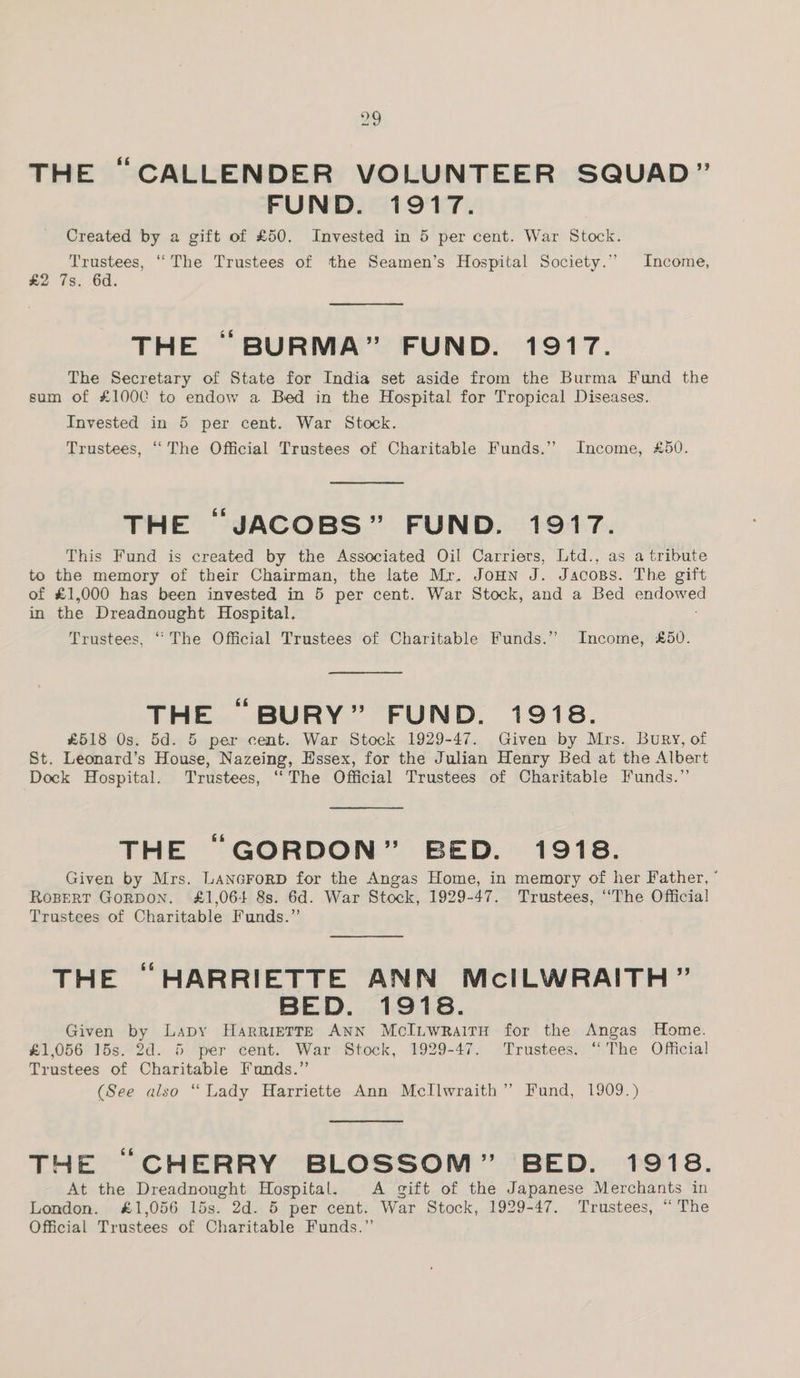 29
THE “CALLENDER VOLUNTEER SQUAD”
FUND. 1917.
Created by a gift of £50. Invested in 5 per cent. War Stock.
Trustees, “The Trustees of the Seamen’s Hospital Society.” Income,
£2 7s. 6d.
THE “BURMA” FUND. 1917.
The Secretary of State for India set aside from the Burma Fund the
sum of £1000 to endow a Bed in the Hospital for Tropical Diseases.
Invested in 5 per cent. War Stock.
Trustees, “The Official Trustees of Charitable Funds.” Income, £50.
THE “JACOBS” FUND. 1917.
This Fund is created by the Associated Oil Carriers, Ltd., as a tribute
to the memory of their Chairman, the late Mr. JOHN J. JACOBS. The gift
of £1,000 has been invested in 5 per cent. War Stock, and a Bed endowed
in the Dreadnought Hospital.
Trustees, “The Official Trustees of Charitable Funds.” Income, £50.
THE “BURY” FUND. 1918.
£518 0s. 5d. 5 per cent. War Stock 1929-47. Given by Mrs. BURY, of
St. Leonard’s House, Nazeing, Essex, for the Julian Henry Bed at the Albert
Dock Hospital. Trustees, “The Official Trustees of Charitable Funds.”
THE “GORDON” BED. 1918.
Given by Mrs. LANGFORD for the Angas Home, in memory of her Father,
ROBERT GORDON. £1,064 8s. 6d. War Stock, 1929-47. Trustees, “The Official
Trustees of Charitable Funds.”
THE “HARRIETTE ANN McILWRAITH”
BED. 1918.
Given by LADY HARRIETTE ANN MCILWRAITH for the Angas Home.
£1,056 15s. 2d. 5 per cent. War Stock, 1929-47. Trustees, “The Official
Trustees of Charitable Funds.”
(See also “Lady Harriette Ann McIlwraith” Fund, 1909.)
THE “CHERRY BLOSSOM” BED. 1918.
At the Dreadnought Hospital. A gift of the Japanese Merchants in
London. £1,056 15s. 2d. 5 per cent. War Stock, 1929-47. Trustees, “The
Official Trustees of Charitable Funds.”